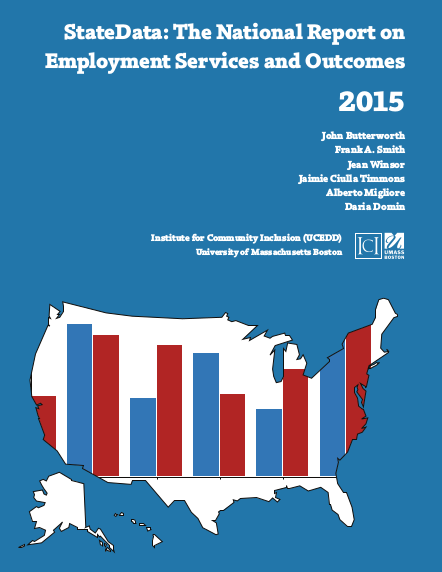 StateData: The National Report on
Employment Services and Outcomes
2015
John Butterworth
Frank A. Smith
Jean Winsor
Jaimie Ciulla Timmons
Alberto Migliore
Daria Domin
Institute for Community Inclusion (UCEDD)
University of Massachusetts Boston
ICI
UMASS
BOSTON